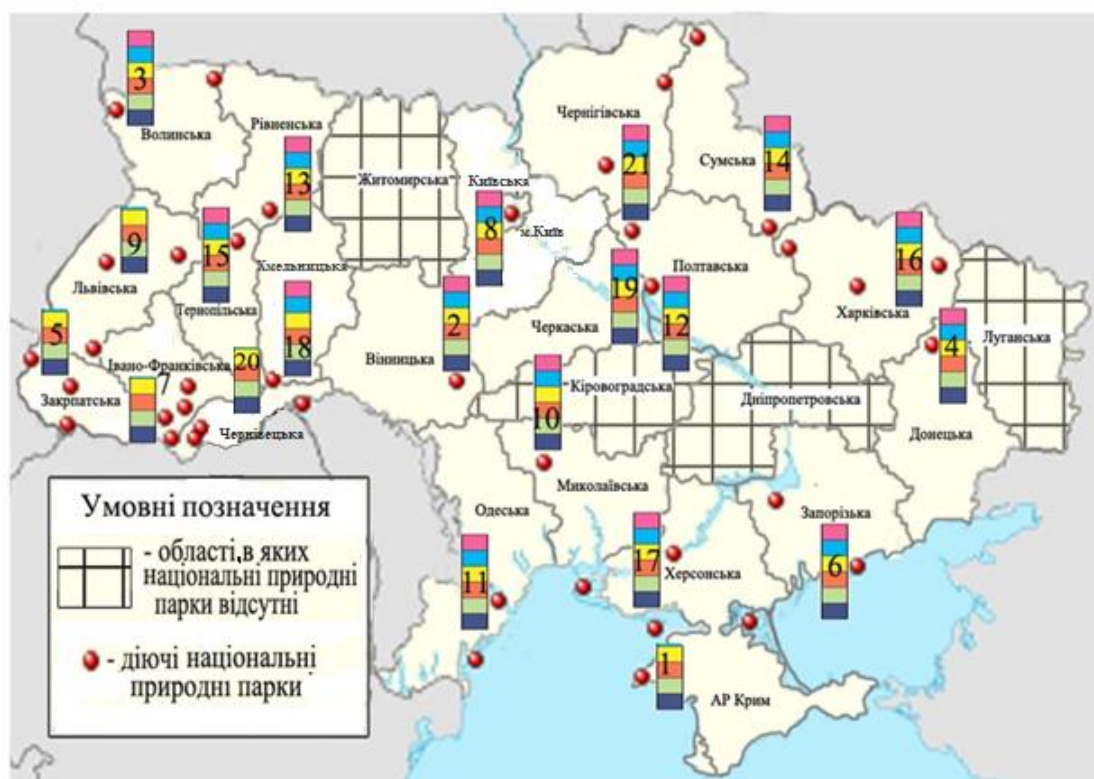 3
Волинська
Рівненська
13
Житомирська
Чернігівська
21
Сумська
14
Київська
м.Київ
8
9
Львівська
15
Тернопільська
Хмельницька
18
2
Вінницька
Черкаська
19
12
Полтавська
16
Харківська
Луганська
4
5
Івано-Франківська
7
20
Закрпатська
Чернівецька
10
Кіровоградська
Дніпропетровська
Донецька
Одеська
Миколаївська
Запорізька
11
17
Херсонська
6
1
АР Крим
Умовні позначення
- області,в яких
національні природні
парки відсутні
- діючі національні
природні парки